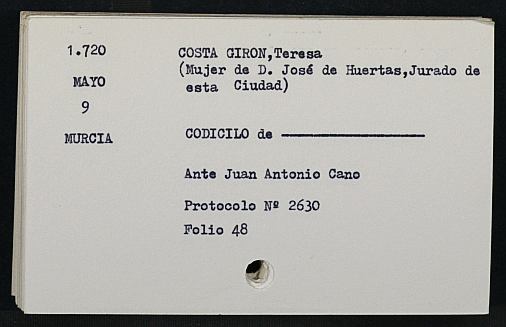 1.720 COSTA GIRON,Teresa
(Mujer de D. José de Huertas,Jurado de
MAYO esta Ciudad)
9
MURCIA CODICILO de
Ante Juan Antonio Cano
Protocolo Nº 2630
Folio 48